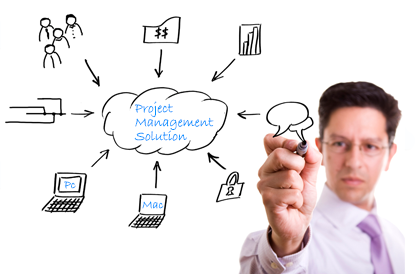 $$
Project
Management
Solution
Pc
Mac